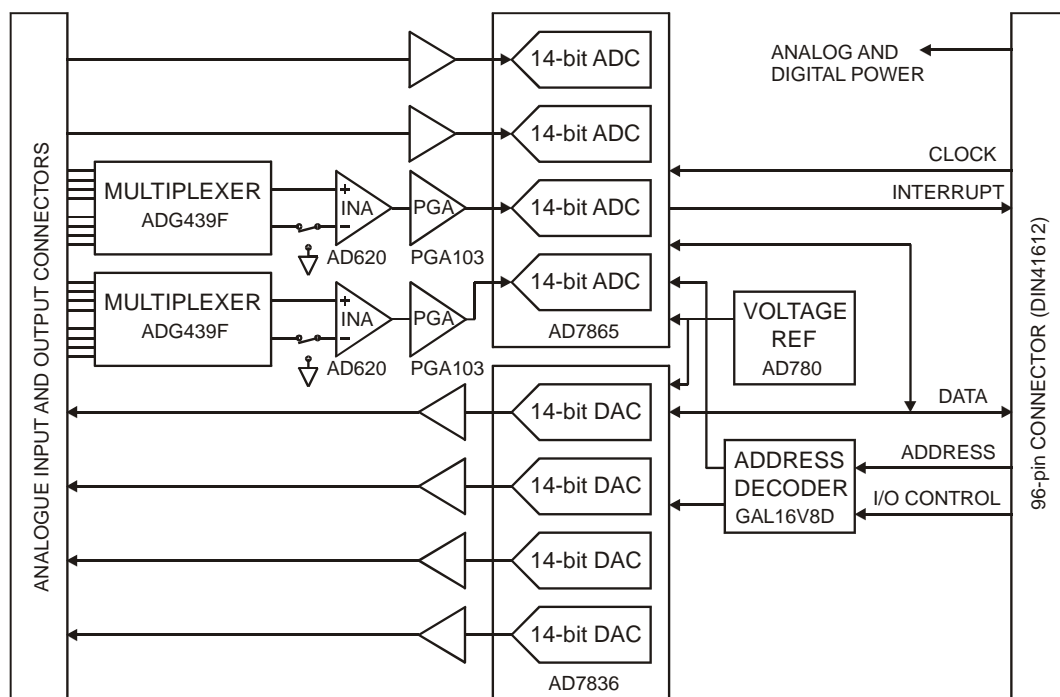 ANALOGUE INPUT AND OUTPUT CONNECTORS
14-bit ADC
14-bit ADC
MULTIPLEXER
ADG439F
+
INA
−
AD620
PGA
PGA103
14-bit ADC
MULTIPLEXER
ADG439F
+
INA
−
AD620
PGA
PGA103
14-bit ADC
AD7865
14-bit DAC
14-bit DAC
14-bit DAC
14-bit DAC
AD7836
ANALOG AND
DIGITAL POWER
CLOCK
INTERRUPT
VOLTAGE
REF
AD780
DATA
ADDRESS
DECODER
GAL16V8D
ADDRESS
I/O CONTROL
96-pin CONNECTOR (DIN41612)